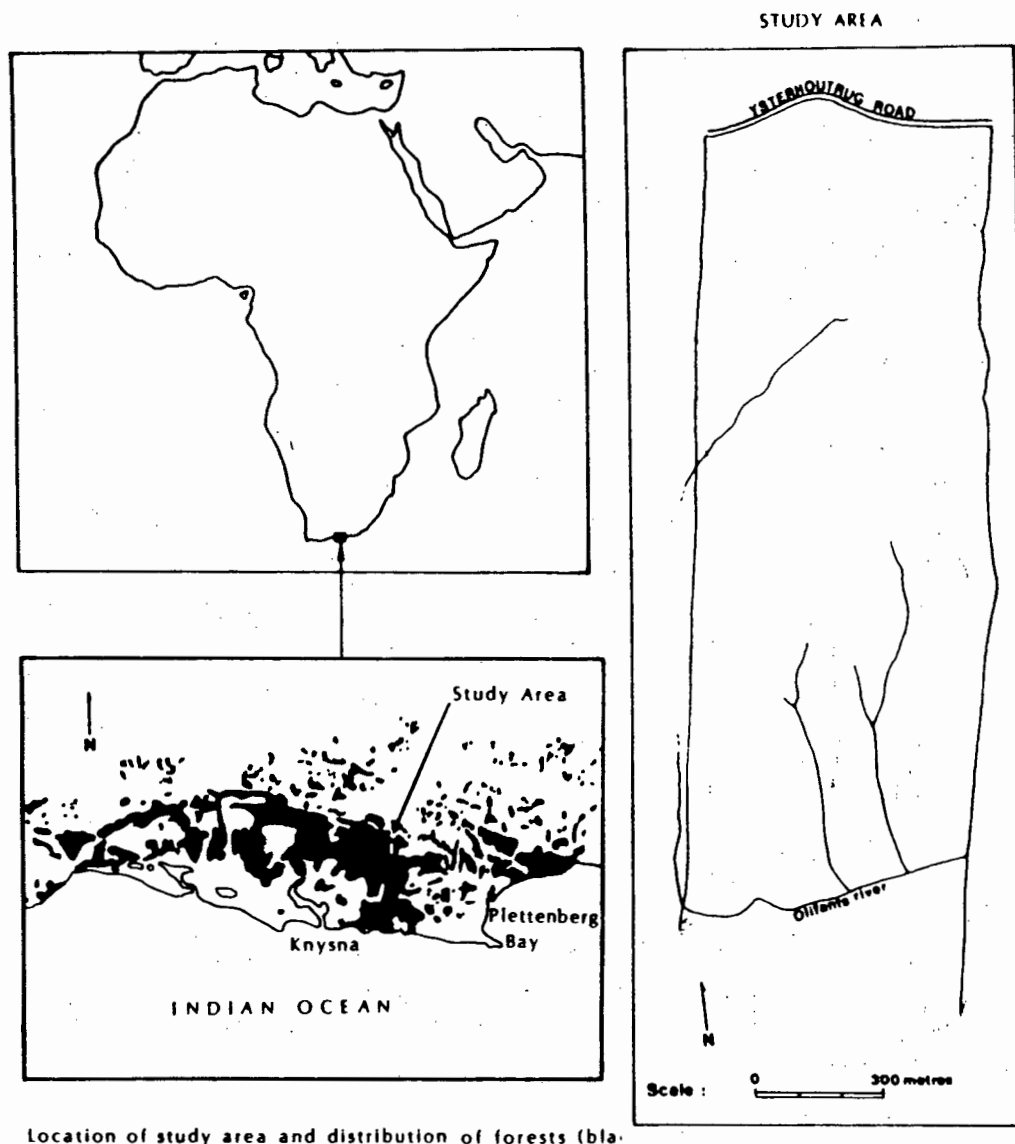 STUDY AREA
YSTERHOUTRUG ROAD
Study Area
N
Plettenberg
Bay
Knysna
INDIAN OCEAN
Olifants river
N
Scale :
0
300 metres
Location of study area and distribution of forests (bla